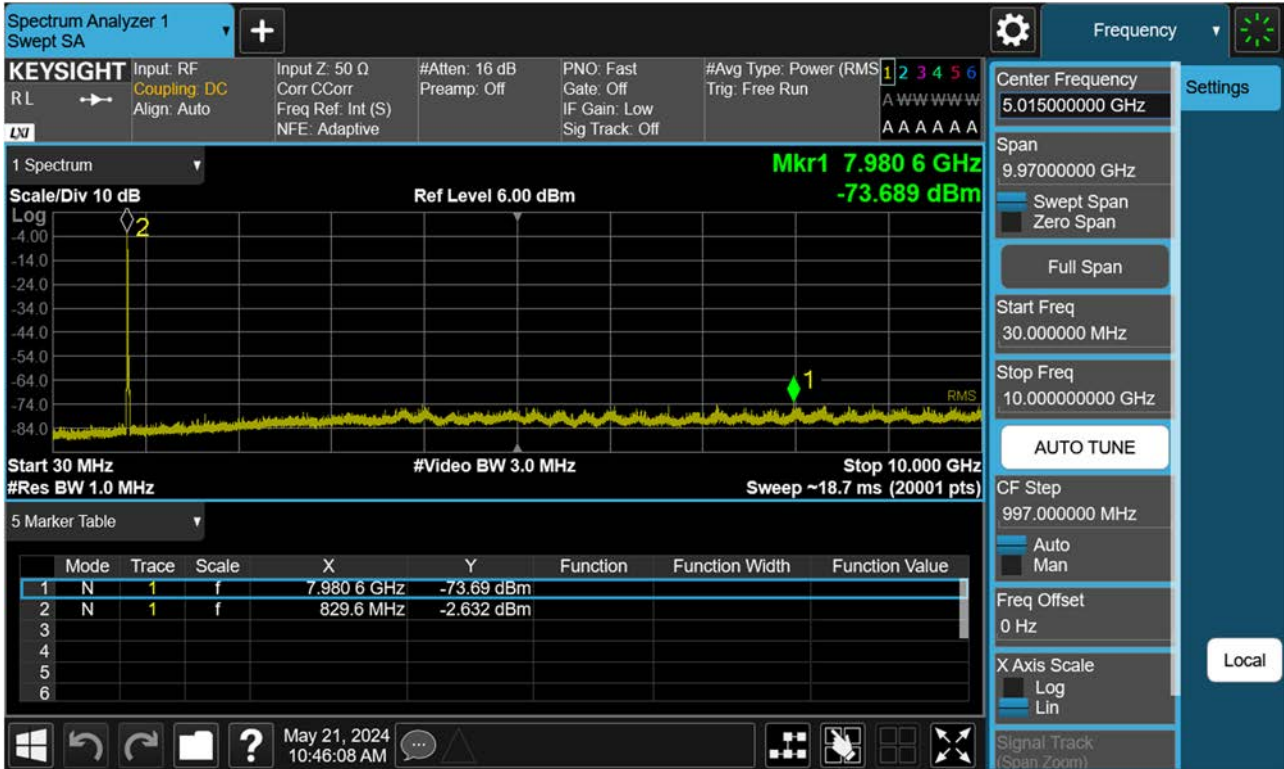 Spectrum Analyzer 1
Swept SA
Frequency
KEYSIGHT
RL
LXI
Input: RF
Coupling: DC
Align: Auto
Input Z: 50 Ω
Corr CCorr
Freq Ref: Int (S)
NFE: Adaptive
#Atten: 16 dB
Preamp: Off
PNO: Fast
Gate: Off
IF Gain: Low
Sig Track: Off
#Avg Type: Power (RMS
Trig: Free Run
1 2 3 4 5 6
A W W W W W
A A A A A A
1 Spectrum
Mkr1 7.980 6 GHz
-73.689 dBm
Scale/Div 10 dB
Ref Level 6.00 dBm
Log
-4.00
-14.0
-24.0
-34.0
-44.0
-54.0
-64.0
-74.0
-84.0
2
1
RMS
Start 30 MHz
#Video BW 3.0 MHz
Stop 10.000 GHz
#Res BW 1.0 MHz
Sweep ~18.7 ms (20001 pts)
5 Marker Table
Mode Trace Scale X Y Function Function Width Function Value
1 N 1 f 7.980 6 GHz -73.69 dBm
2 N 1 f 829.6 MHz -2.632 dBm
3
4
5
6
May 21, 2024
10:46:08 AM
Center Frequency
5.015000000 GHz
Span
9.97000000 GHz
Swept Span
Zero Span
Full Span
Start Freq
30.000000 MHz
Stop Freq
10.000000000 GHz
AUTO TUNE
CF Step
997.000000 MHz
Auto
Man
Freq Offset
0 Hz
X Axis Scale
Log
Lin
Signal Track
(Span Zoom)
Settings
Local